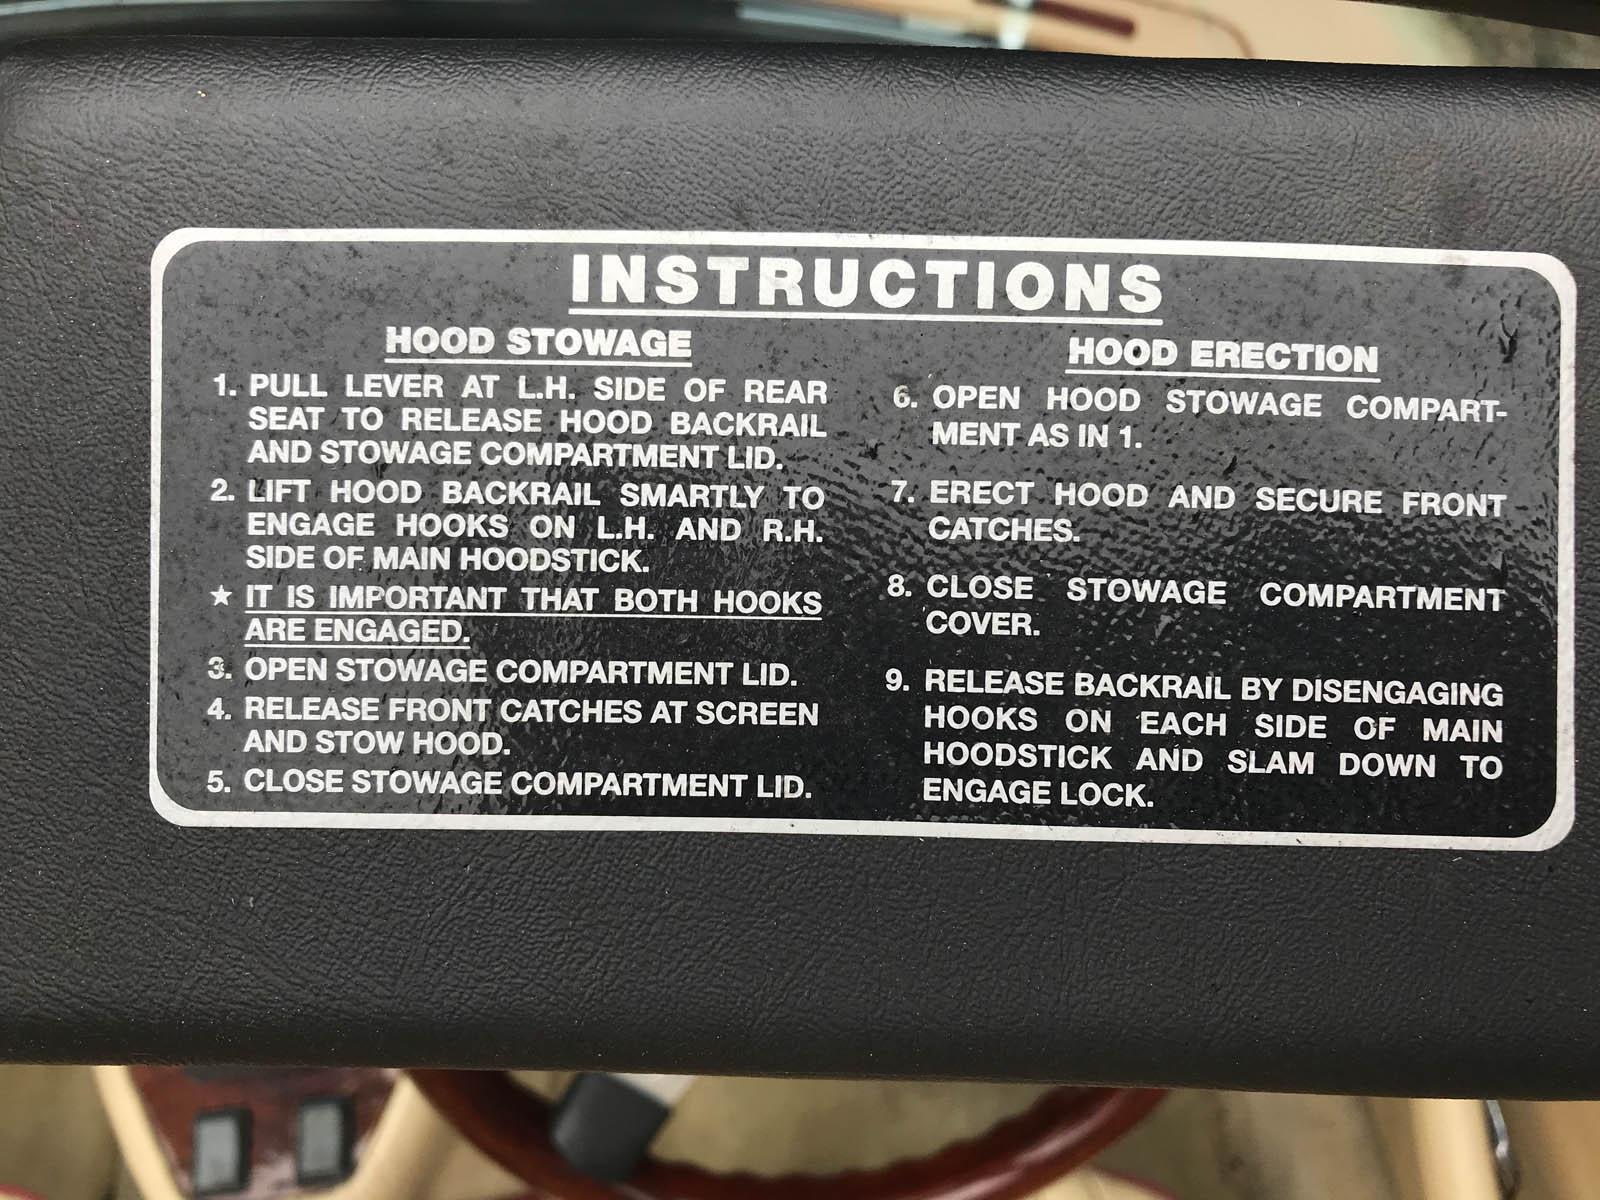 INSTRUCTIONS
HOOD STOWAGE
1. PULL LEVER AT L.H. SIDE OF REAR
SEAT TO RELEASE HOOD BACKRAIL
AND STOWAGE COMPARTMENT LID.
2. LIFT HOOD BACKRAIL SMARTLY TO
ENGAGE HOOKS ON L.H. AND R.H.
SIDE OF MAIN HOODSTICK.
★ IT IS IMPORTANT THAT BOTH HOOKS
ARE ENGAGED.
3. OPEN STOWAGE COMPARTMENT LID.
4. RELEASE FRONT CATCHES AT SCREEN
AND STOW HOOD.
5. CLOSE STOWAGE COMPARTMENT LID.
HOOD ERECTION
6. OPEN HOOD STOWAGE COMPART-
MENT AS IN 1.
7. ERECT HOOD AND SECURE FRONT
CATCHES.
8. CLOSE STOWAGE COMPARTMENT
COVER.
9. RELEASE BACKRAIL BY DISENGAGING
HOOKS ON EACH SIDE OF MAIN
HOODSTICK AND SLAM DOWN TO
ENGAGE LOCK.